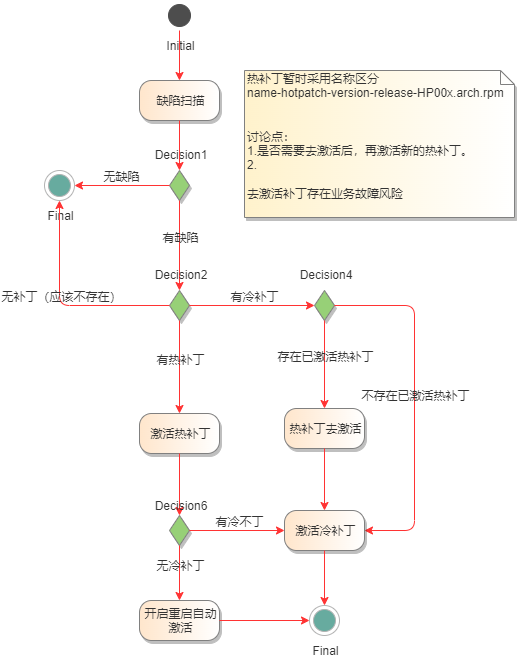 Initial
热补丁暂时采用名称区分
name-hotpatch-version-release-HP00x.arch.rpm
讨论点：
1.是否需要去激活后，再激活新的热补丁。
2.
去激活补丁存在业务故障风险
缺陷扫描
Decision1
无缺陷
Final
有缺陷
Decision2
Decision4
无补丁（应该不存在）
有冷补丁
有热补丁
存在已激活热补丁
不存在已激活热补丁
激活热补丁
热补丁去激活
Decision6
有冷不丁
激活冷补丁
无冷补丁
开启重启自动
激活
Final